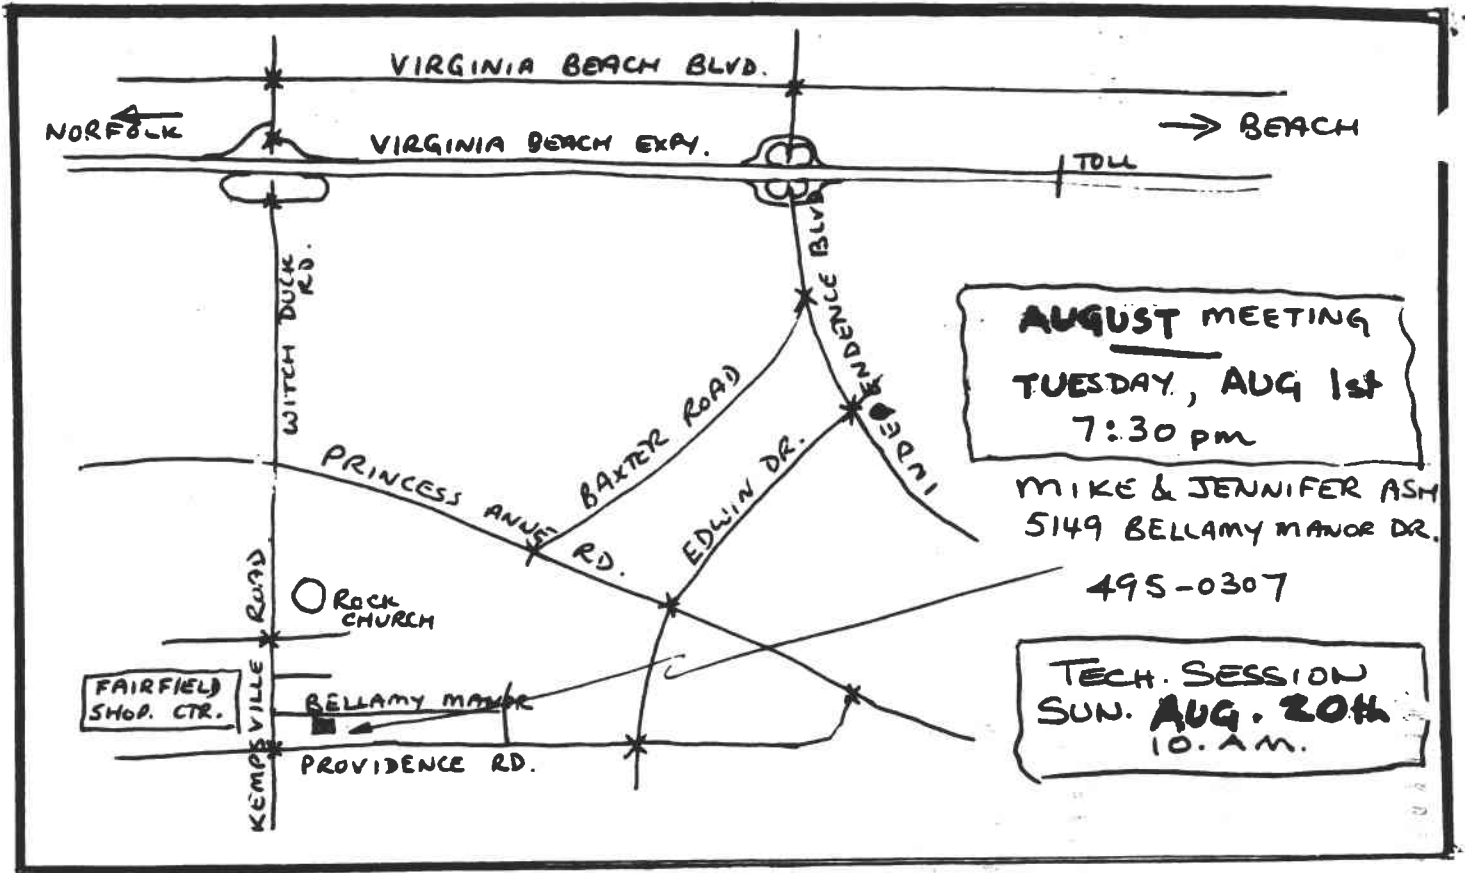 VIRGINIA BEACH BLVD.
NORFOLK
VIRGINIA BEACH EXPY.
→ BEACH
TOLL
WITCH DUCK
RD.
INDEPENDENCE BLVD
AUGUST MEETING
TUESDAY, AUG 1st
7:30 pm
PRINCESS ANNE RD.
BAXTER ROAD
EDWIN DR.
MIKE & JENNIFER ASH
5149 BELLAMY MANOR DR.
495-0307
KEMPSVILLE ROAD
ROCK
CHURCH
FAIRFIELD
SHOP. CTR.
BELLAMY MANOR
PROVIDENCE RD.
TECH. SESSION
SUN. AUG. 20th
10. A.M.